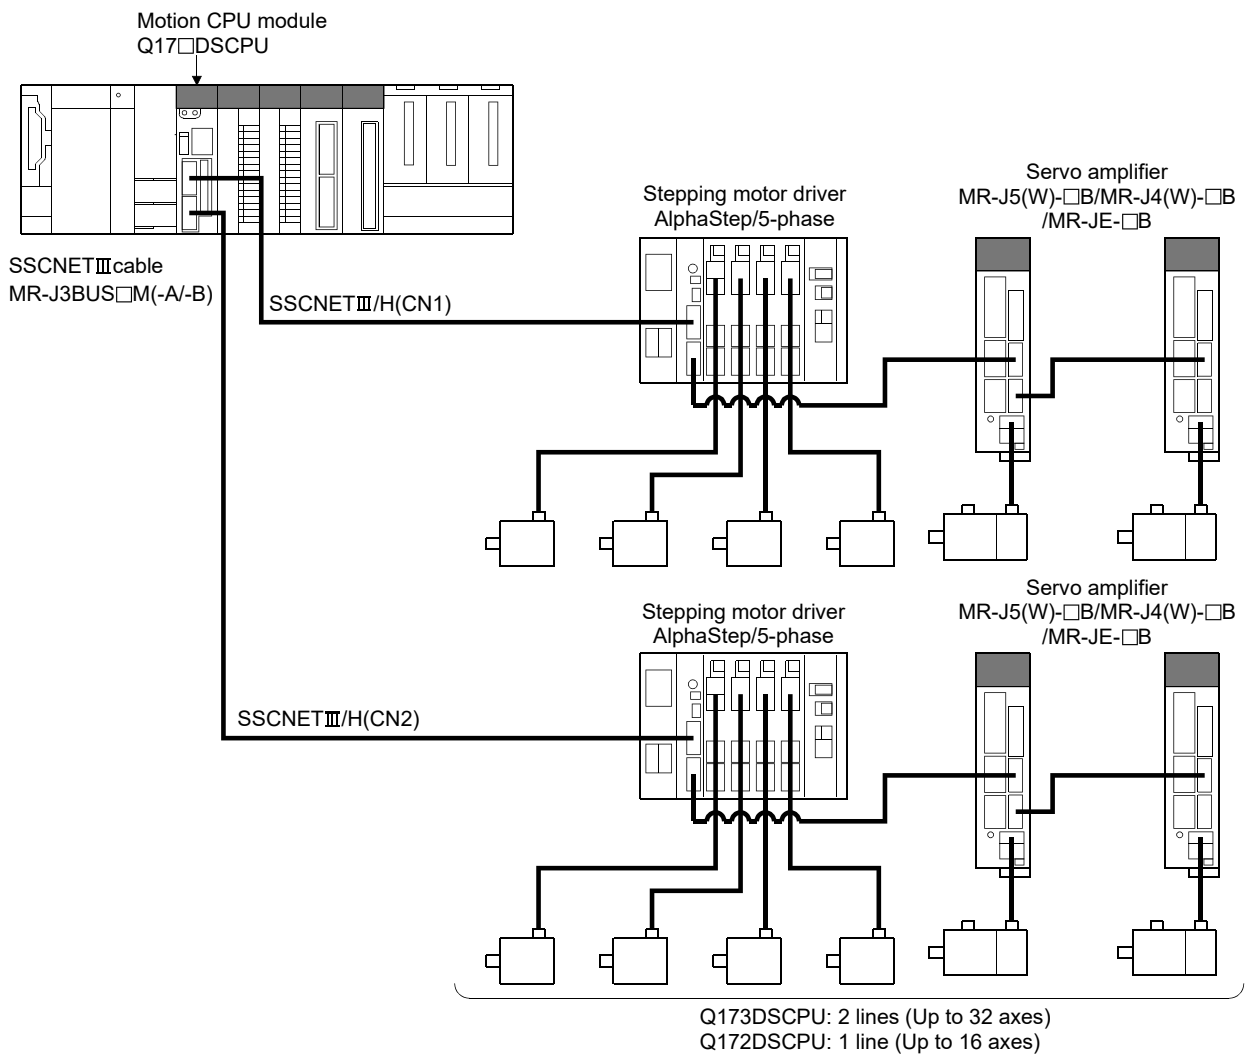 Motion CPU module
Q17□DSCPU
Servo amplifier
MR-J5(W)-□B/MR-J4(W)-□B
/MR-JE-□B
Stepping motor driver
AlphaStep/5-phase
SSCNETⅢcable
MR-J3BUS□M(-A/-B)
SSCNETⅢ/H(CN1)
Servo amplifier
MR-J5(W)-□B/MR-J4(W)-□B
/MR-JE-□B
Stepping motor driver
AlphaStep/5-phase
SSCNETⅢ/H(CN2)
Q173DSCPU: 2 lines (Up to 32 axes)
Q172DSCPU: 1 line (Up to 16 axes)